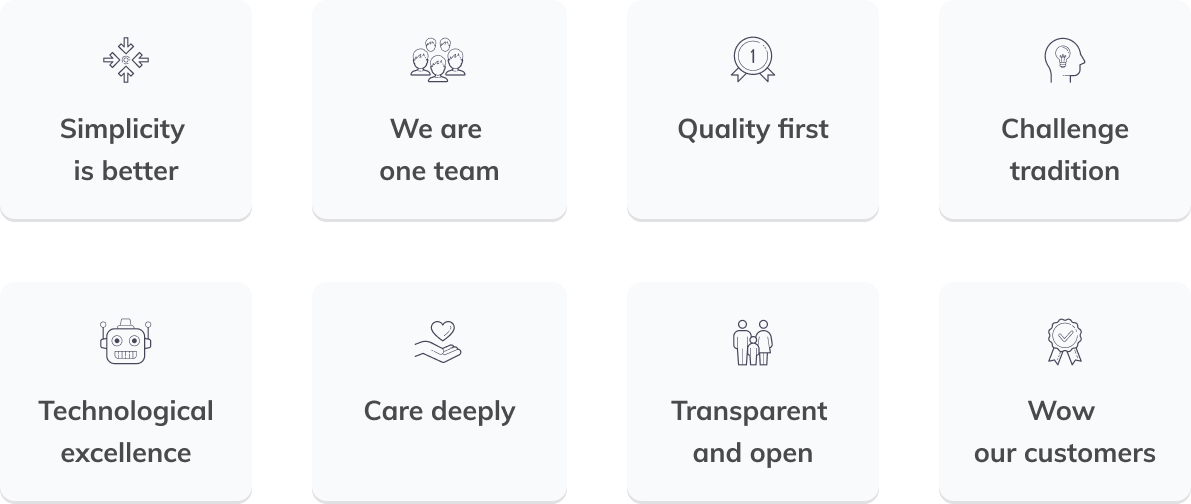 Simplicity
is better
We are
one team
1
Quality first
Challenge
tradition
Technological
excellence
Care deeply
Transparent
and open
Wow
our customers